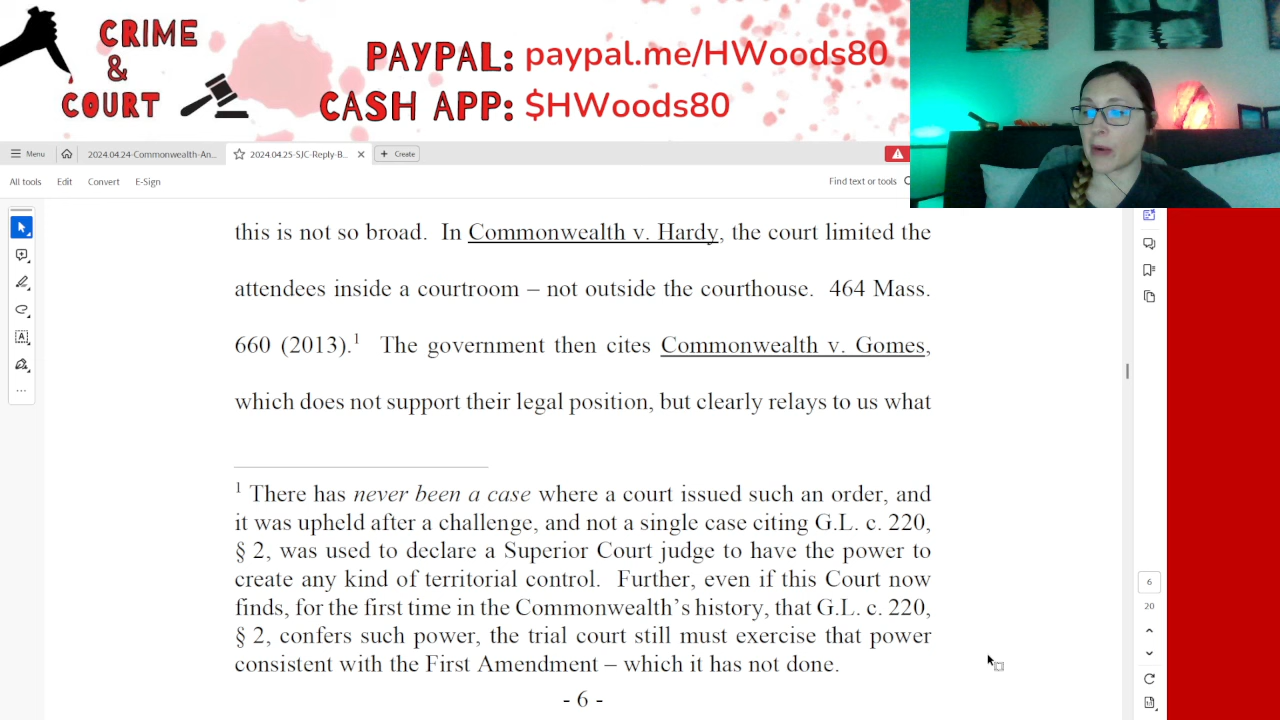 CRIME
&
COURT
PAYPAL: paypal.me/HWoods80
CASH APP: $HWoods80
Menu
2024.04.24-Commonwealth-An...
2024.04.25-SJC-Reply-B...
Create
All tools
Edit
Convert
E-Sign
Find text or tools
this is not so broad. In Commonwealth v. Hardy, the court limited the
attendees inside a courtroom – not outside the courthouse. 464 Mass.
660 (2013).1 The government then cites Commonwealth v. Gomes,
which does not support their legal position, but clearly relays to us what
1 There has never been a case where a court issued such an order, and
it was upheld after a challenge, and not a single case citing G.L. c. 220,
§ 2, was used to declare a Superior Court judge to have the power to
create any kind of territorial control. Further, even if this Court now
finds, for the first time in the Commonwealth's history, that G.L. c. 220,
§ 2, confers such power, the trial court still must exercise that power
consistent with the First Amendment – which it has not done.
- 6 -
6
20